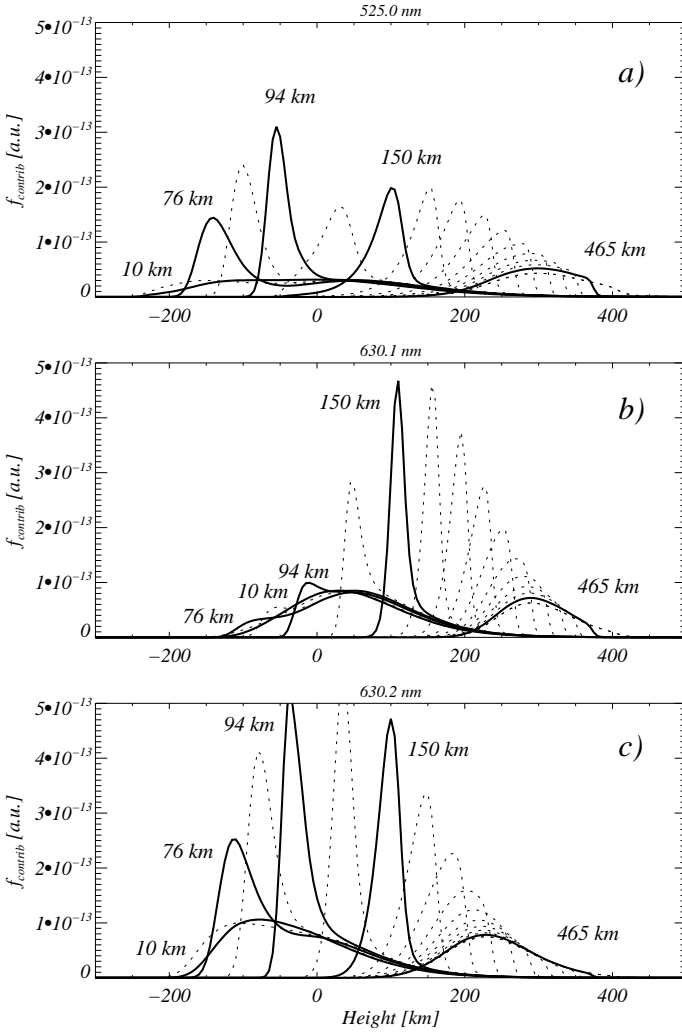 525.0 nm
5•10⁻¹³
a)
94 km
4•10⁻¹³
3•10⁻¹³
150 km
76 km
2•10⁻¹³
f_contrib [a.u.]
1•10⁻¹³
10 km
465 km
0
−200 0 200 400
630.1 nm
5•10⁻¹³
b)
150 km
4•10⁻¹³
3•10⁻¹³
f_contrib [a.u.]
2•10⁻¹³
94 km
1•10⁻¹³
10 km
465 km
76 km
0
−200 0 200 400
630.2 nm
5•10⁻¹³
94 km
c)
150 km
4•10⁻¹³
3•10⁻¹³
f_contrib [a.u.]
76 km
2•10⁻¹³
1•10⁻¹³
10 km
465 km
0
−200 0 200 400
Height [km]